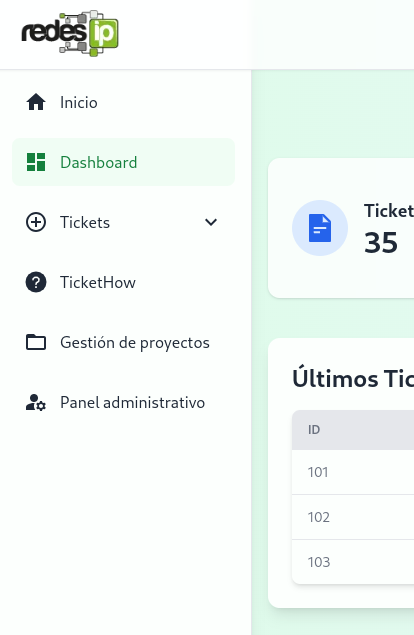 redes ip
Inicio
Dashboard
Tickets
TicketHow
Gestión de proyectos
Panel administrativo
Ticket
35
Últimos Tic
ID
101
102
103